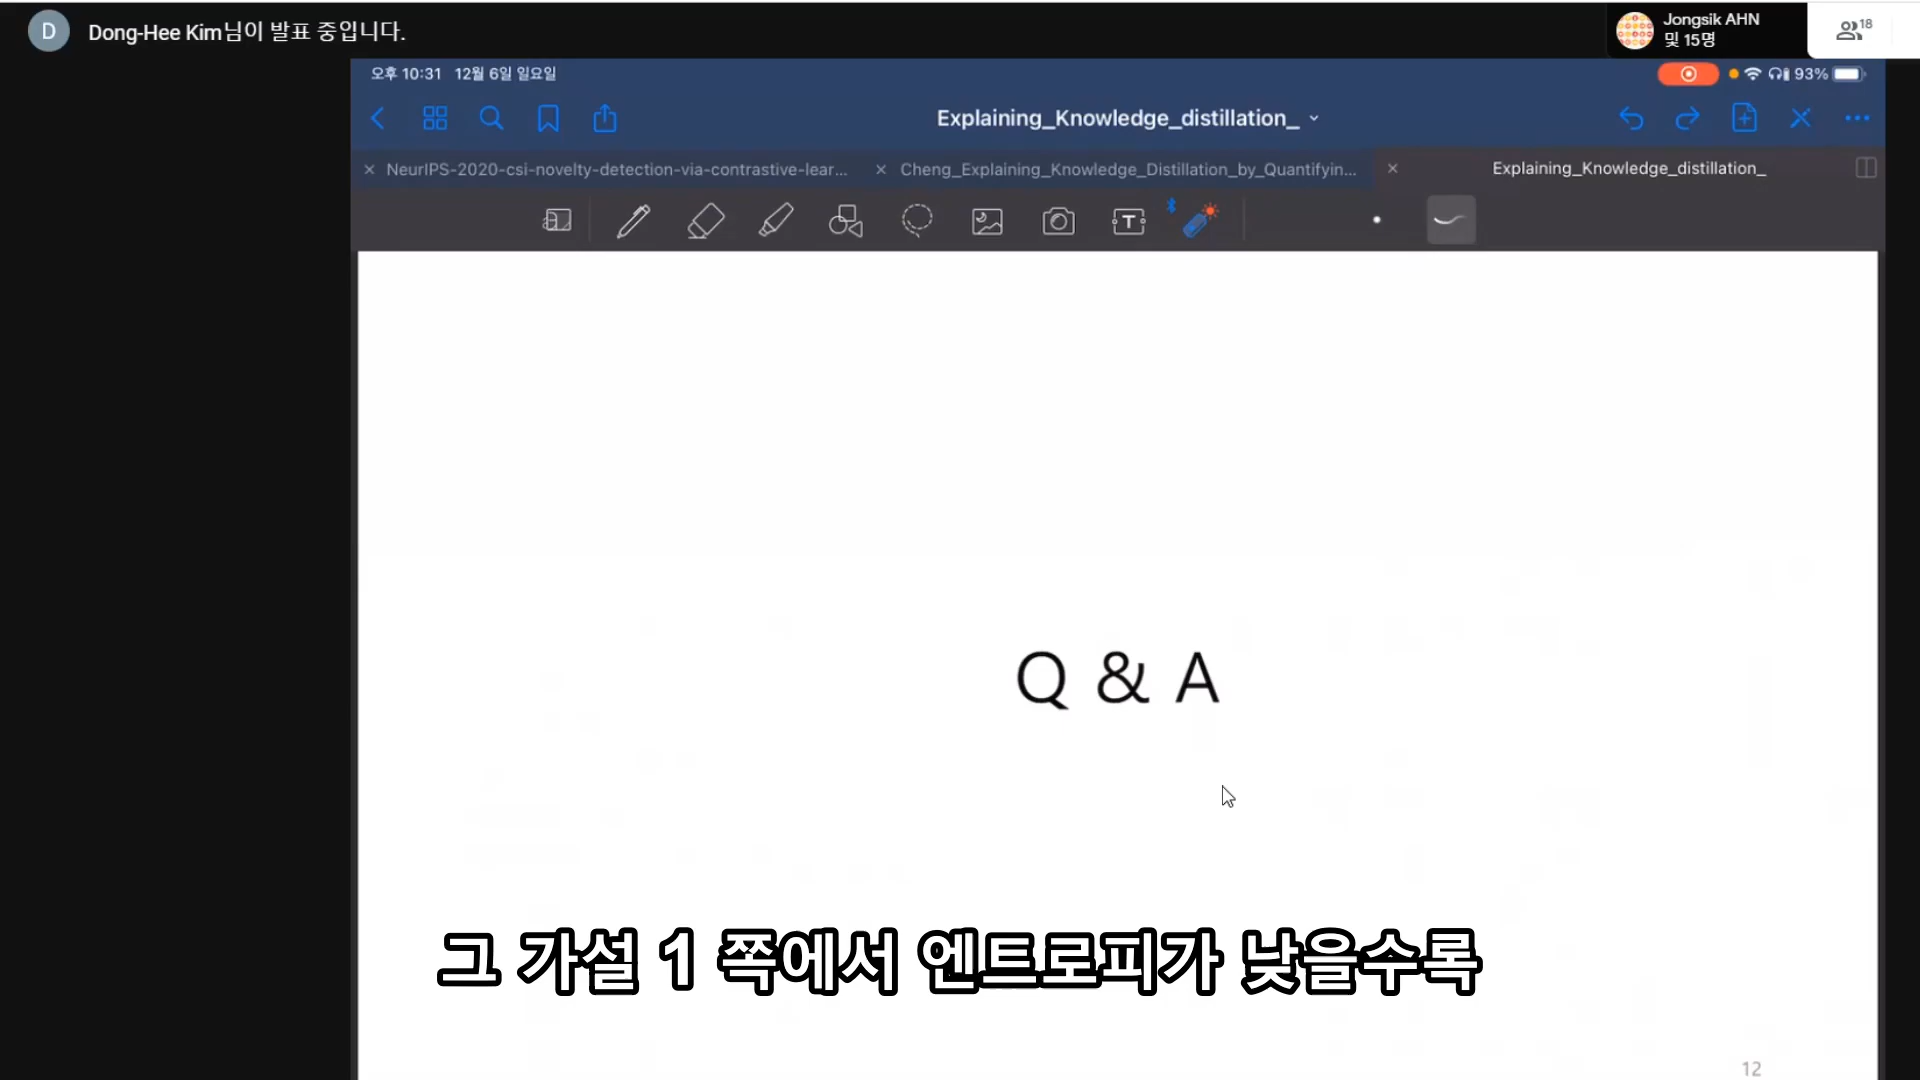 D Dong-Hee Kim님이 발표 중입니다.
Jongsik AHN
및 15명
18
오후 10:31 12월 6일 일요일
93%
Explaining_Knowledge_distillation_
NeurIPS-2020-csi-novelty-detection-via-contrastive-lear...
Cheng_Explaining_Knowledge_Distillation_by_Quantifyin...
Explaining_Knowledge_distillation_
T
Q & A
그 가설 1 쪽에서 엔트로피가 낮을수록
12